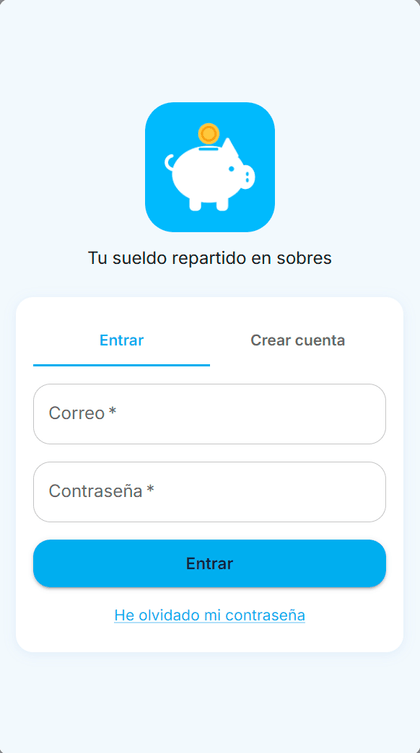 Tu sueldo repartido en sobres
Entrar
Crear cuenta
Correo *
Contraseña *
Entrar
He olvidado mi contraseña